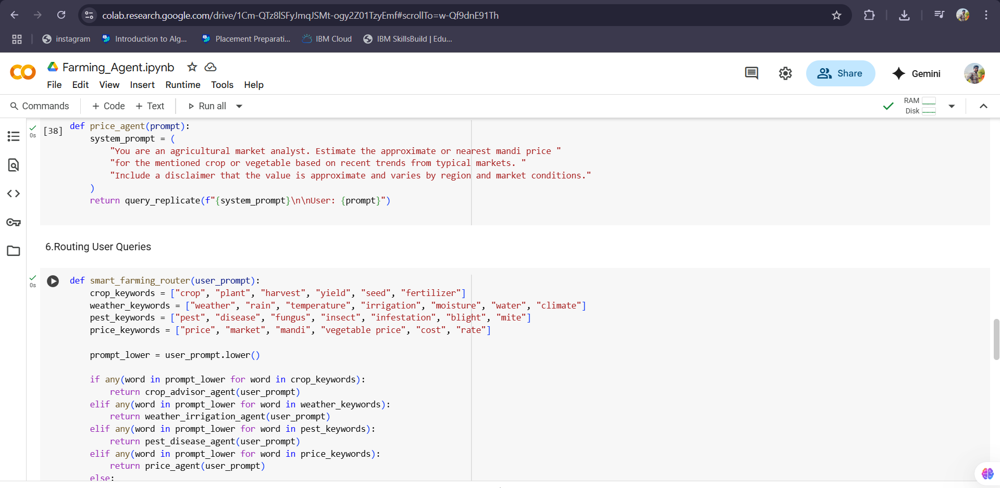 colab.research.google.com/drive/1Cm-QTz8lSFyJmqJSMt-ogy2Z01TzyEmf#scrollTo=w-Qf9dnE91Th
instagram
Introduction to Alg...
Placement Preparati...
IBM Cloud
IBM SkillsBuild | Edu...
Farming_Agent.ipynb
File Edit View Insert Runtime Tools Help
Share
Gemini
Commands + Code + Text Run all
RAM
Disk
[38]
0s
def price_agent(prompt):
    system_prompt = (
        "You are an agricultural market analyst. Estimate the approximate or nearest mandi price "
        "for the mentioned crop or vegetable based on recent trends from typical markets. "
        "Include a disclaimer that the value is approximate and varies by region and market conditions."
    )
    return query_replicate(f"{system_prompt}\n\nUser: {prompt}")
6.Routing User Queries
0s
def smart_farming_router(user_prompt):
    crop_keywords = ["crop", "plant", "harvest", "yield", "seed", "fertilizer"]
    weather_keywords = ["weather", "rain", "temperature", "irrigation", "moisture", "water", "climate"]
    pest_keywords = ["pest", "disease", "fungus", "insect", "infestation", "blight", "mite"]
    price_keywords = ["price", "market", "mandi", "vegetable price", "cost", "rate"]
    prompt_lower = user_prompt.lower()
    if any(word in prompt_lower for word in crop_keywords):
        return crop_advisor_agent(user_prompt)
    elif any(word in prompt_lower for word in weather_keywords):
        return weather_irrigation_agent(user_prompt)
    elif any(word in prompt_lower for word in pest_keywords):
        return pest_disease_agent(user_prompt)
    elif any(word in prompt_lower for word in price_keywords):
        return price_agent(user_prompt)
    else: